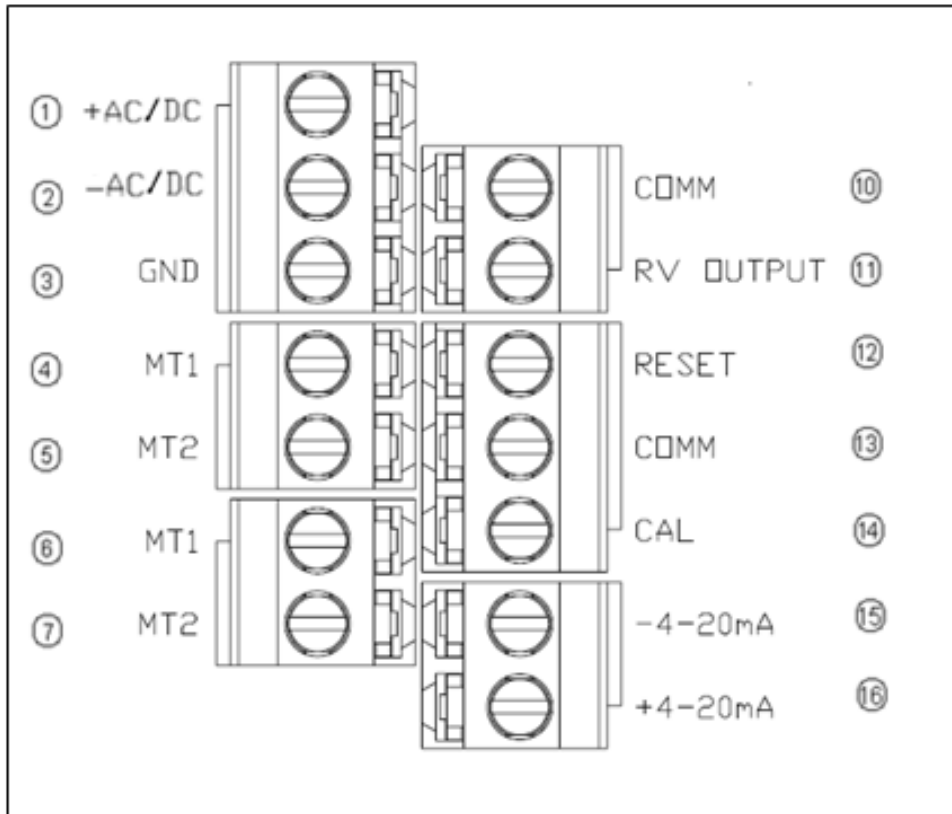 ① +AC/DC
② -AC/DC
③ GND
④ MT1
⑤ MT2
⑥ MT1
⑦ MT2
COMM ⑩
RV OUTPUT ⑪
RESET ⑫
COMM ⑬
CAL ⑭
-4-20mA ⑮
+4-20mA ⑯